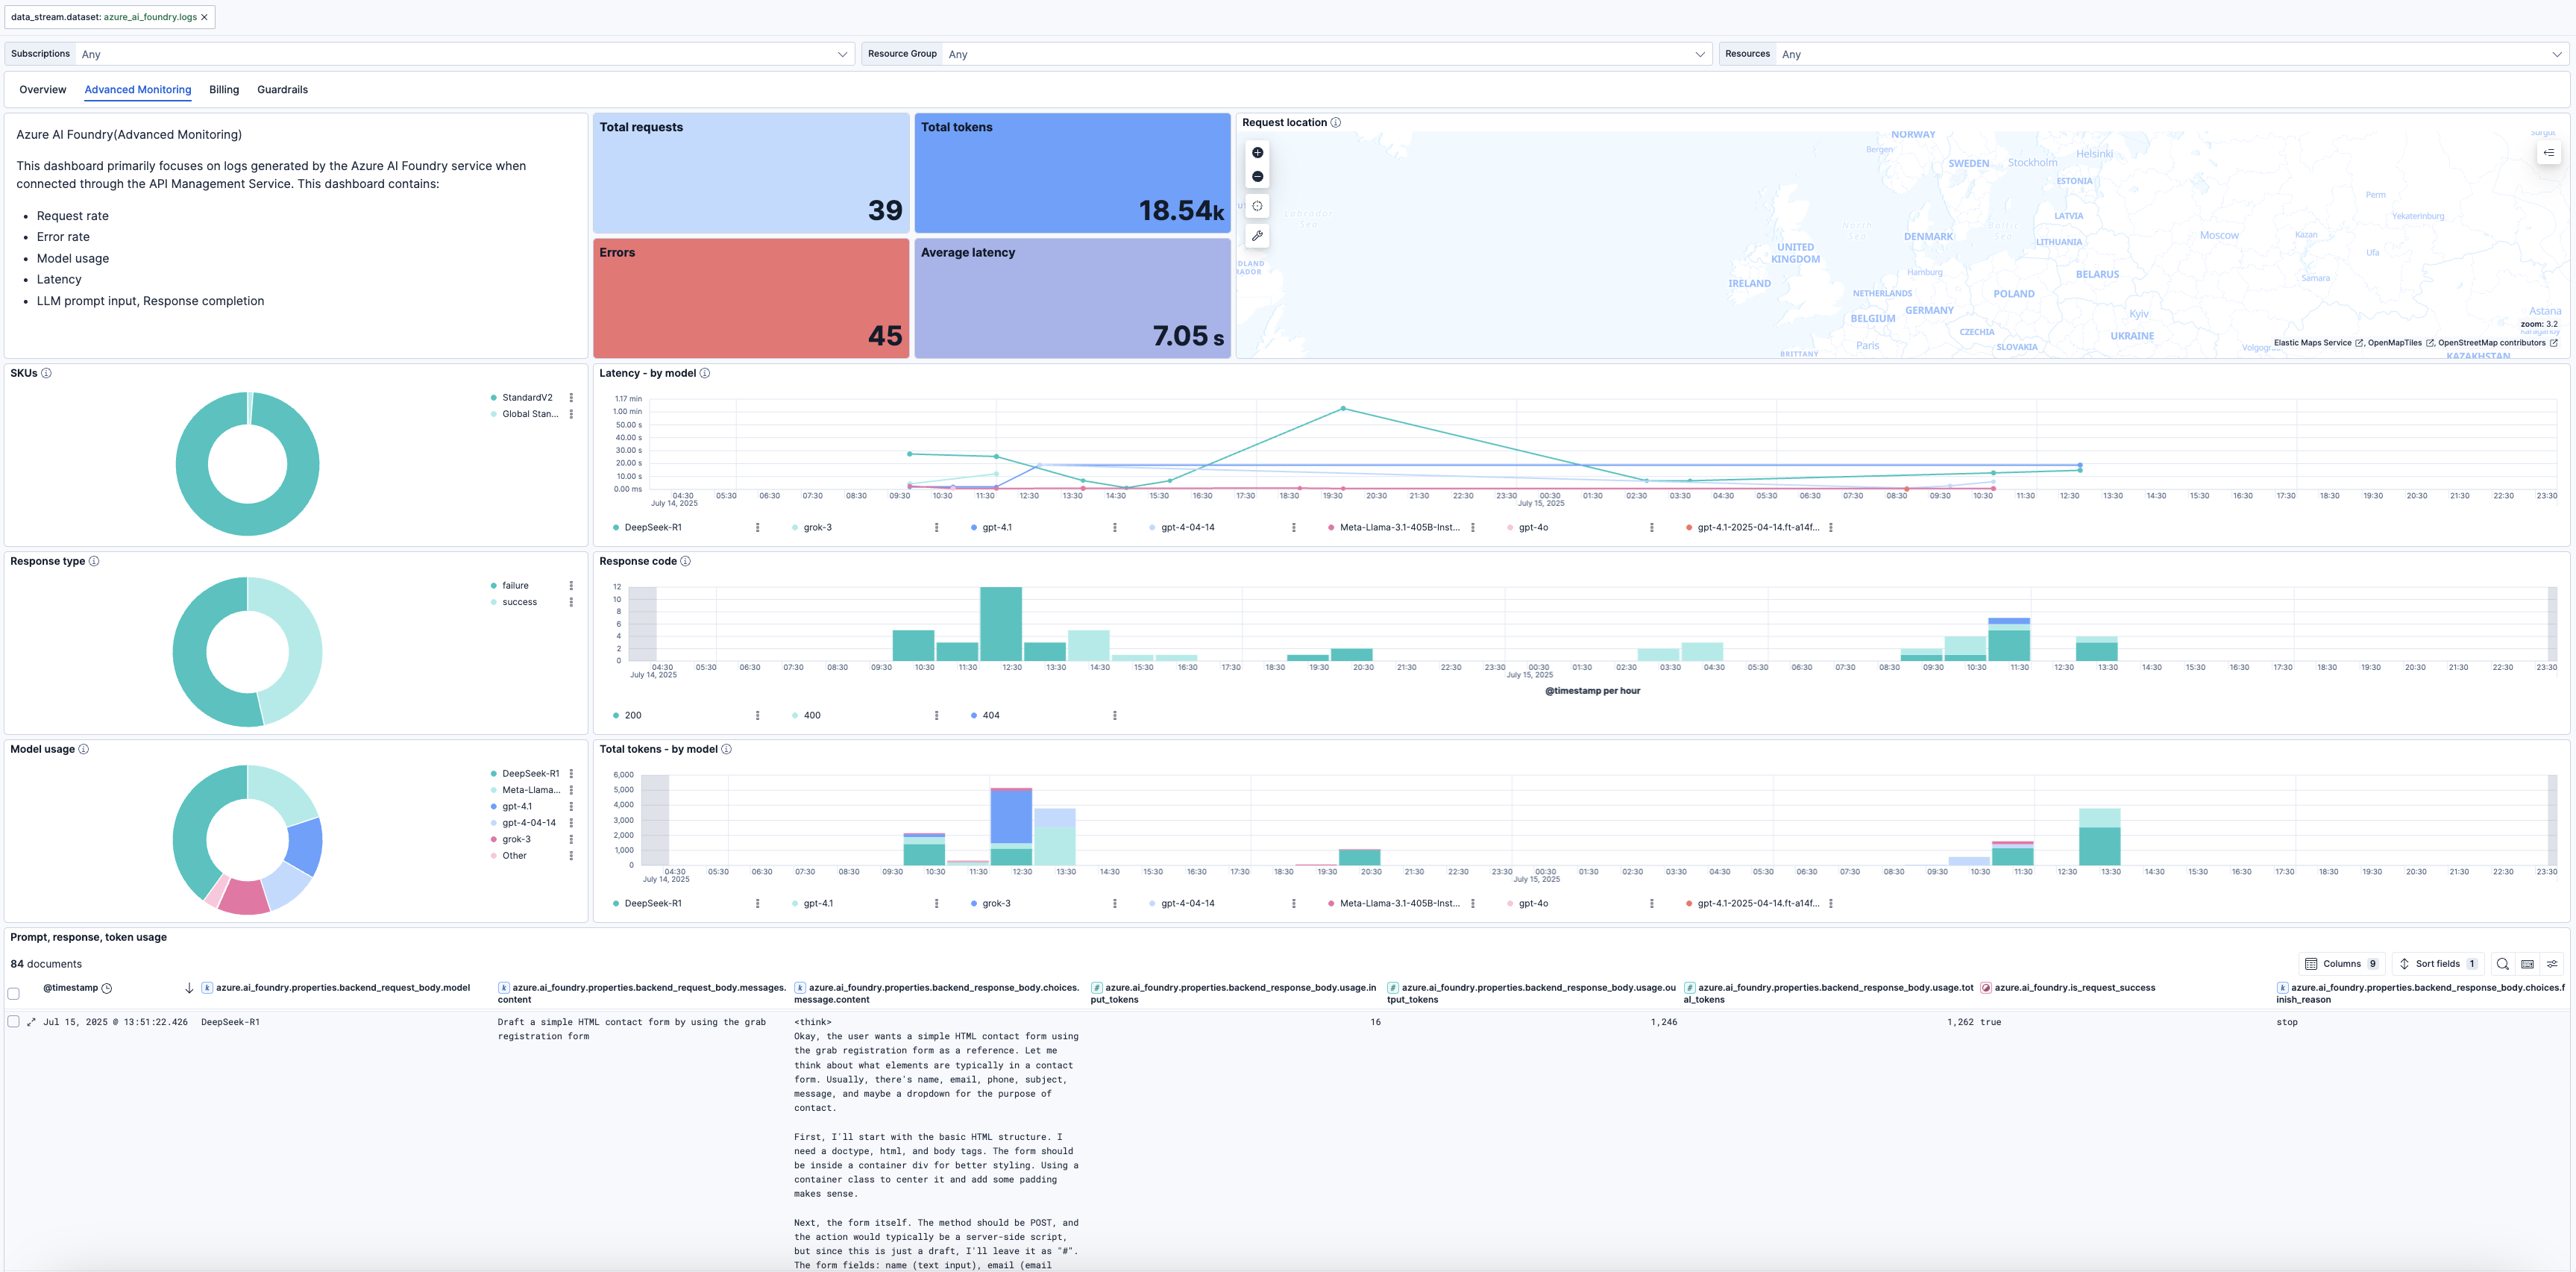 data_stream.dataset: azure_ai_foundry.logs ×
Subscriptions Any
Resource Group Any
Resources Any
Overview Advanced Monitoring Billing Guardrails
Azure AI Foundry(Advanced Monitoring)
This dashboard primarily focuses on logs generated by the Azure AI Foundry service when
connected through the API Management Service. This dashboard contains:
• Request rate
• Error rate
• Model usage
• Latency
• LLM prompt input, Response completion
Total requests
39
Total tokens
18.54k
Errors
45
Average latency
7.05 s
Request location
NORWAY
Bergen
SWEDEN
Stockholm
Helsinki
ESTONIA
Perm
Yekaterinburg
Labrador
Sea
LATVIA
North
Sea
DENMARK
Baltic
Sea
LITHUANIA
Moscow
Kazan
Ufa
UNITED
KINGDOM
Hamburg
BELARUS
Samara
IRELAND
NETHERLANDS
POLAND
GERMANY
BELGIUM
Kyiv
Astana
zoom: 3.2
CZECHIA
UKRAINE
Paris
SLOVAKIA
BRITTANY
KAZAKHSTAN
Elastic Maps Service , OpenMapTiles , OpenStreetMap contributors
SKUs
StandardV2
Global Stan...
Latency - by model
1.17 min
1.00 min
50.00 s
40.00 s
30.00 s
20.00 s
10.00 s
0.00 ms
04:30 05:30 06:30 07:30 08:30 09:30 10:30 11:30 12:30 13:30 14:30 15:30 16:30 17:30 18:30 19:30 20:30 21:30 22:30 23:30 00:30 01:30 02:30 03:30 04:30 05:30 06:30 07:30 08:30 09:30 10:30 11:30 12:30 13:30 14:30 15:30 16:30 17:30 18:30 19:30 20:30 21:30 22:30 23:30
July 14, 2025 July 15, 2025
DeepSeek-R1 grok-3 gpt-4.1 gpt-4-04-14 Meta-Llama-3.1-405B-Inst... gpt-4o gpt-4.1-2025-04-14.ft-a14f...
Response type
failure
success
Response code
12
10
8
6
4
2
0
04:30 05:30 06:30 07:30 08:30 09:30 10:30 11:30 12:30 13:30 14:30 15:30 16:30 17:30 18:30 19:30 20:30 21:30 22:30 23:30 00:30 01:30 02:30 03:30 04:30 05:30 06:30 07:30 08:30 09:30 10:30 11:30 12:30 13:30 14:30 15:30 16:30 17:30 18:30 19:30 20:30 21:30 22:30 23:30
July 14, 2025 July 15, 2025
@timestamp per hour
200 400 404
Model usage
DeepSeek-R1
Meta-Llama...
gpt-4.1
gpt-4-04-14
grok-3
Other
Total tokens - by model
6,000
5,000
4,000
3,000
2,000
1,000
0
04:30 05:30 06:30 07:30 08:30 09:30 10:30 11:30 12:30 13:30 14:30 15:30 16:30 17:30 18:30 19:30 20:30 21:30 22:30 23:30 00:30 01:30 02:30 03:30 04:30 05:30 06:30 07:30 08:30 09:30 10:30 11:30 12:30 13:30 14:30 15:30 16:30 17:30 18:30 19:30 20:30 21:30 22:30 23:30
July 14, 2025 July 15, 2025
DeepSeek-R1 gpt-4.1 grok-3 gpt-4-04-14 Meta-Llama-3.1-405B-Inst... gpt-4o gpt-4.1-2025-04-14.ft-a14f...
Prompt, response, token usage
84 documents
Columns 9 Sort fields 1
@timestamp
azure.ai_foundry.properties.backend_request_body.model
azure.ai_foundry.properties.backend_request_body.messages.
content
azure.ai_foundry.properties.backend_response_body.choices.
message.content
azure.ai_foundry.properties.backend_response_body.usage.in
put_tokens
azure.ai_foundry.properties.backend_response_body.usage.ou
tput_tokens
azure.ai_foundry.properties.backend_response_body.usage.tot
al_tokens
azure.ai_foundry.is_request_success
azure.ai_foundry.properties.backend_response_body.choices.f
inish_reason
Jul 15, 2025 @ 13:51:22.426
DeepSeek-R1
Draft a simple HTML contact form by using the grab
registration form
<think>
Okay, the user wants a simple HTML contact form using
the grab registration form as a reference. Let me
think about what elements are typically in a contact
form. Usually, there's name, email, phone, subject,
message, and maybe a dropdown for the purpose of
contact.
First, I'll start with the basic HTML structure. I
need a doctype, html, and body tags. The form should
be inside a container div for better styling. Using a
container class to center it and add some padding
makes sense.
Next, the form itself. The method should be POST, and
the action would typically be a server-side script,
but since this is just a draft, I'll leave it as "#".
The form fields: name (text input), email (email
16
1,246
1,262
true
stop